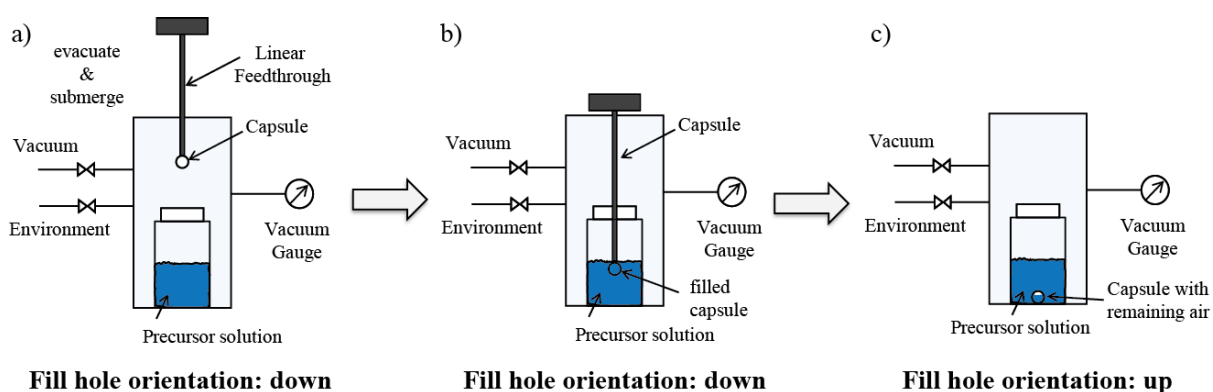 a)
evacuate
&
submerge
Linear
Feedthrough
Capsule
Vacuum
Environment
Vacuum
Gauge
Precursor solution
Fill hole orientation: down
b)
Capsule
Vacuum
Environment
Vacuum
Gauge
filled
capsule
Precursor solution
Fill hole orientation: down
c)
Vacuum
Environment
Vacuum
Gauge
Capsule with
remaining air
Precursor solution
Fill hole orientation: up